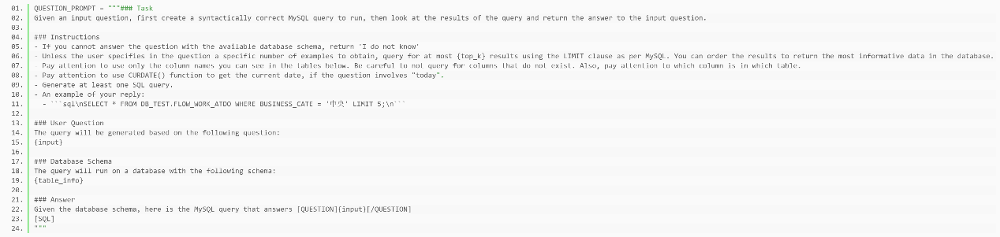 01. QUESTION_PROMPT = """### Task
02. Given an input question, first create a syntactically correct MySQL query to run, then look at the results of the query and return the answer to the input question.
03.
04. ### Instructions
05. - If you cannot answer the question with the available database schema, return 'I do not know'
06. - Unless the user specifies in the question a specific number of examples to obtain, query for at most {top_k} results using the LIMIT clause as per MySQL. You can order the results to return the most informative data in the database.
07. - Pay attention to use only the column names you can see in the tables below. Be careful to not query for columns that do not exist. Also, pay attention to which column is in which table.
08. - Pay attention to use CURDATE() function to get the current date, if the question involves "today".
09. - Generate at least one SQL query.
10. - An example of your reply:
11.   - ```sql\nSELECT * FROM DB_TEST.FLOW_WORK_ATDO WHERE BUSINESS_CATE = '中央' LIMIT 5;\n```
12.
13. ### User Question
14. The query will be generated based on the following question:
15. {input}
16.
17. ### Database Schema
18. The query will run on a database with the following schema:
19. {table_info}
20.
21. ### Answer
22. Given the database schema, here is the MySQL query that answers [QUESTION]{input}[/QUESTION]
23. [SQL]
24. """